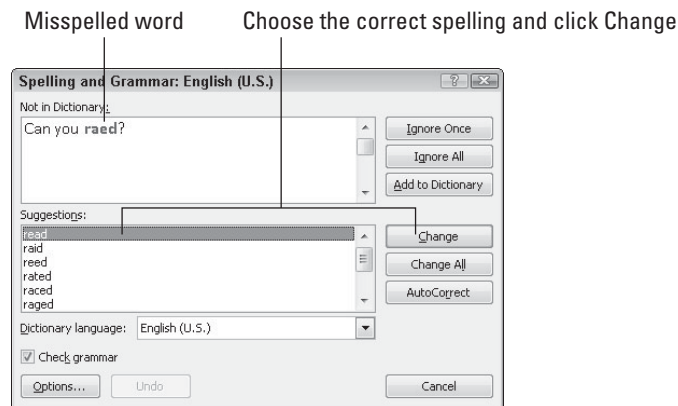 Misspelled word Choose the correct spelling and click Change
Spelling and Grammar: English (U.S.)
Not in Dictionary:
Can you raed?
Ignore Once
Ignore All
Add to Dictionary
Suggestions:
read
raid
reed
rated
raced
raged
Change
Change All
AutoCorrect
Dictionary language: English (U.S.)
Check grammar
Options... Undo Cancel